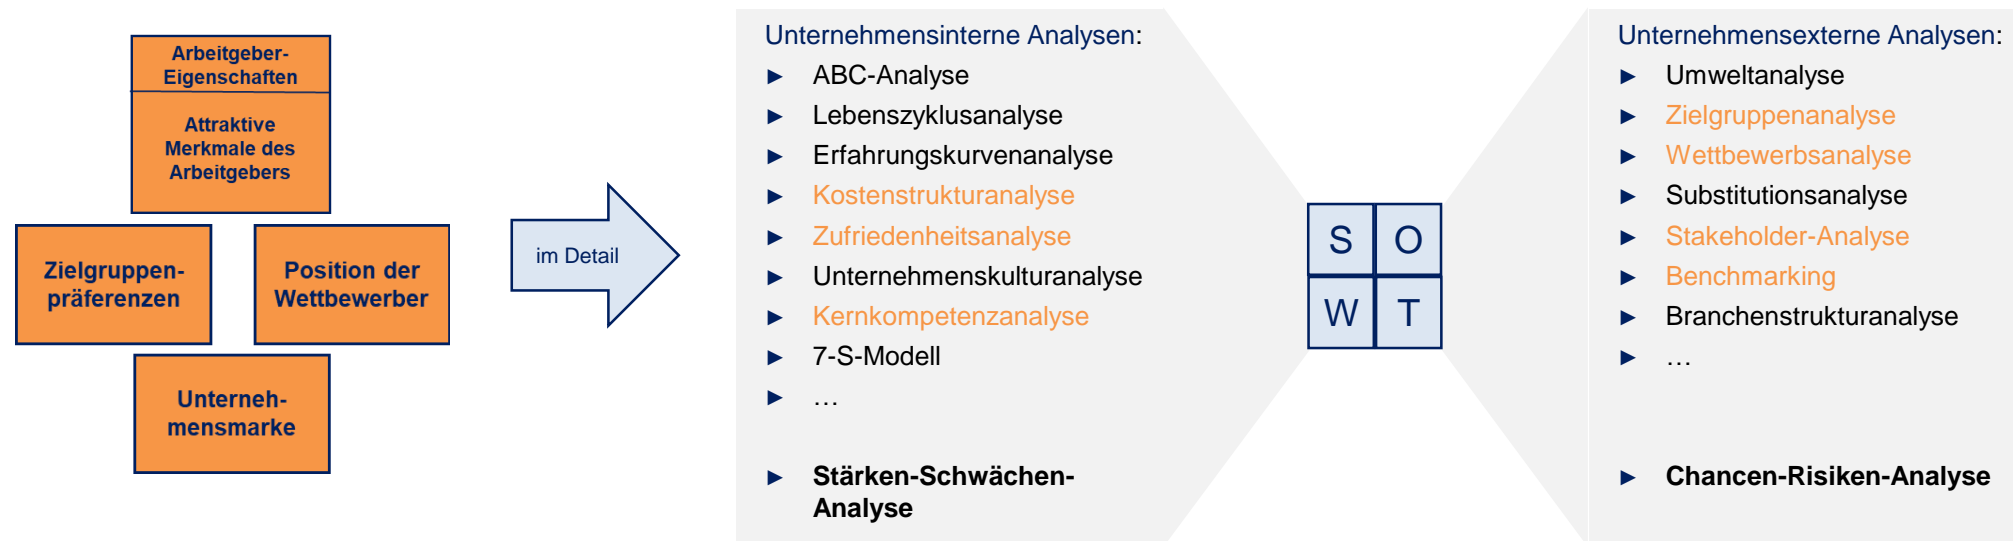 Arbeitgeber-
Eigenschaften
Attraktive
Merkmale des
Arbeitgebers
Zielgruppen-
präferenzen
Position der
Wettbewerber
Unterneh-
mensmarke
im Detail
Unternehmensinterne Analysen:
► ABC-Analyse
► Lebenszyklusanalyse
► Erfahrungskurvenanalyse
► Kostenstrukturanalyse
► Zufriedenheitsanalyse
► Unternehmenskulturanalyse
► Kernkompetenzanalyse
► 7-S-Modell
► …
► Stärken-Schwächen-
Analyse
S O
W T
Unternehmensexterne Analysen:
► Umweltanalyse
► Zielgruppenanalyse
► Wettbewerbsanalyse
► Substitutionsanalyse
► Stakeholder-Analyse
► Benchmarking
► Branchenstrukturanalyse
► …
► Chancen-Risiken-Analyse